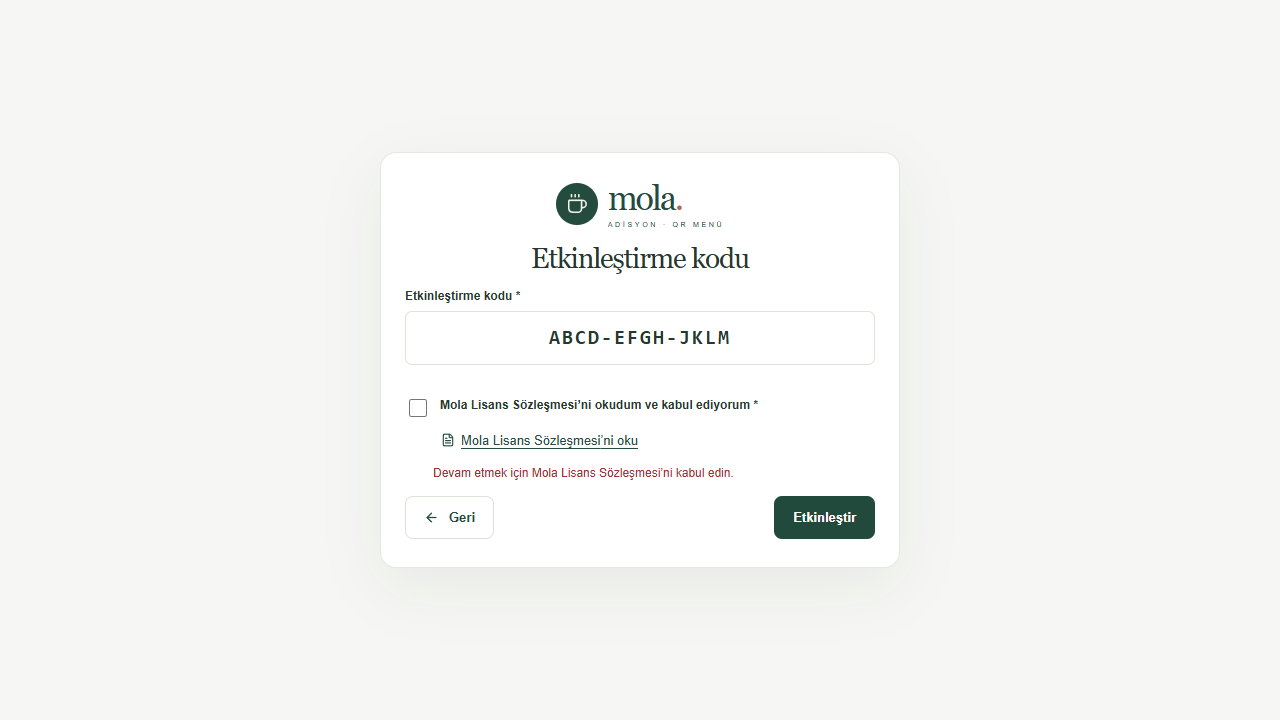 mola.
ADİSYON · QR MENÜ
Etkinleştirme kodu
Etkinleştirme kodu *
ABCD-EFGH-JKLM
Mola Lisans Sözleşmesi’ni okudum ve kabul ediyorum *
Mola Lisans Sözleşmesi’ni oku
Devam etmek için Mola Lisans Sözleşmesi’ni kabul edin.
Geri
Etkinleştir